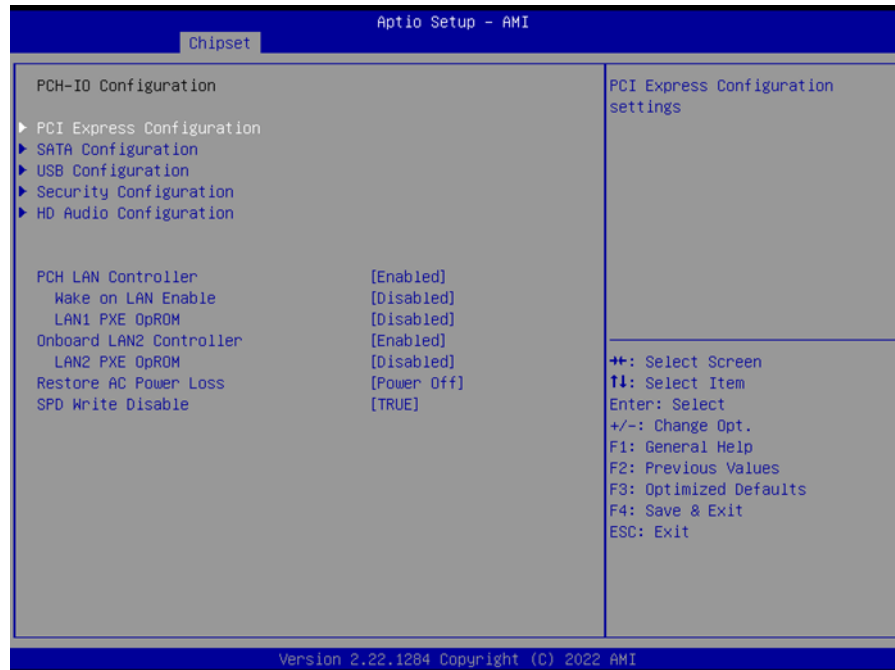 Aptio Setup - AMI
Chipset
PCH-IO Configuration
PCI Express Configuration
SATA Configuration
USB Configuration
Security Configuration
HD Audio Configuration
PCH LAN Controller [Enabled]
Wake on LAN Enable [Disabled]
LAN1 PXE OpROM [Disabled]
Onboard LAN2 Controller [Enabled]
LAN2 PXE OpROM [Disabled]
Restore AC Power Loss [Power Off]
SPD Write Disable [TRUE]
PCI Express Configuration
settings
→←: Select Screen
↑↓: Select Item
Enter: Select
+/-: Change Opt.
F1: General Help
F2: Previous Values
F3: Optimized Defaults
F4: Save & Exit
ESC: Exit
Version 2.22.1284 Copyright (C) 2022 AMI